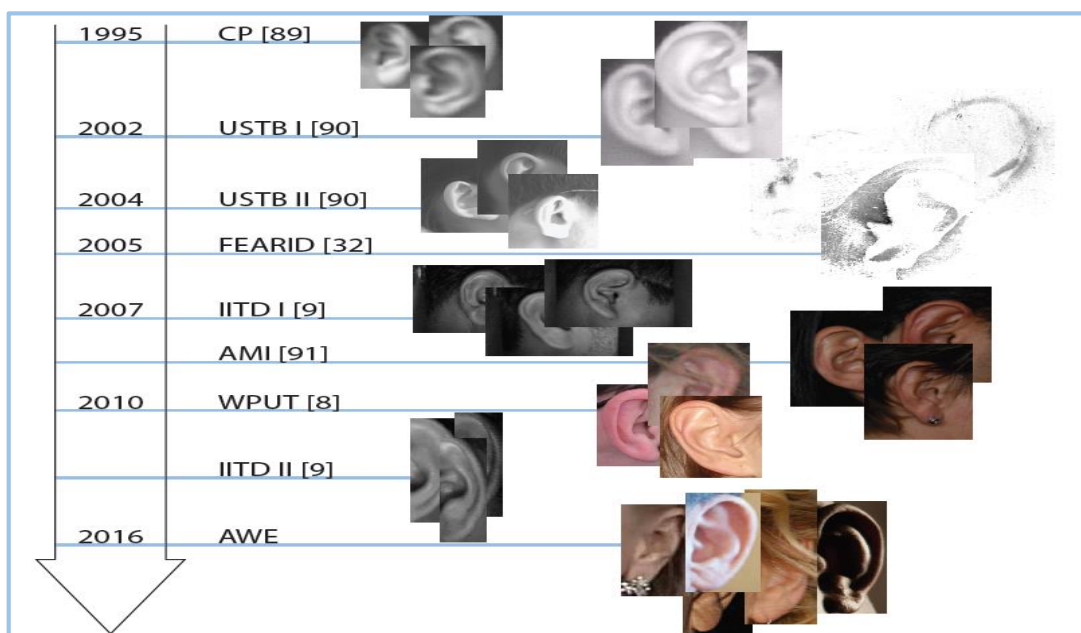 1995 CP [89]
2002 USTB I [90]
2004 USTB II [90]
2005 FEARID [32]
2007 IITD I [9]
AMI [91]
2010 WPUT [8]
IITD II [9]
2016 AWE